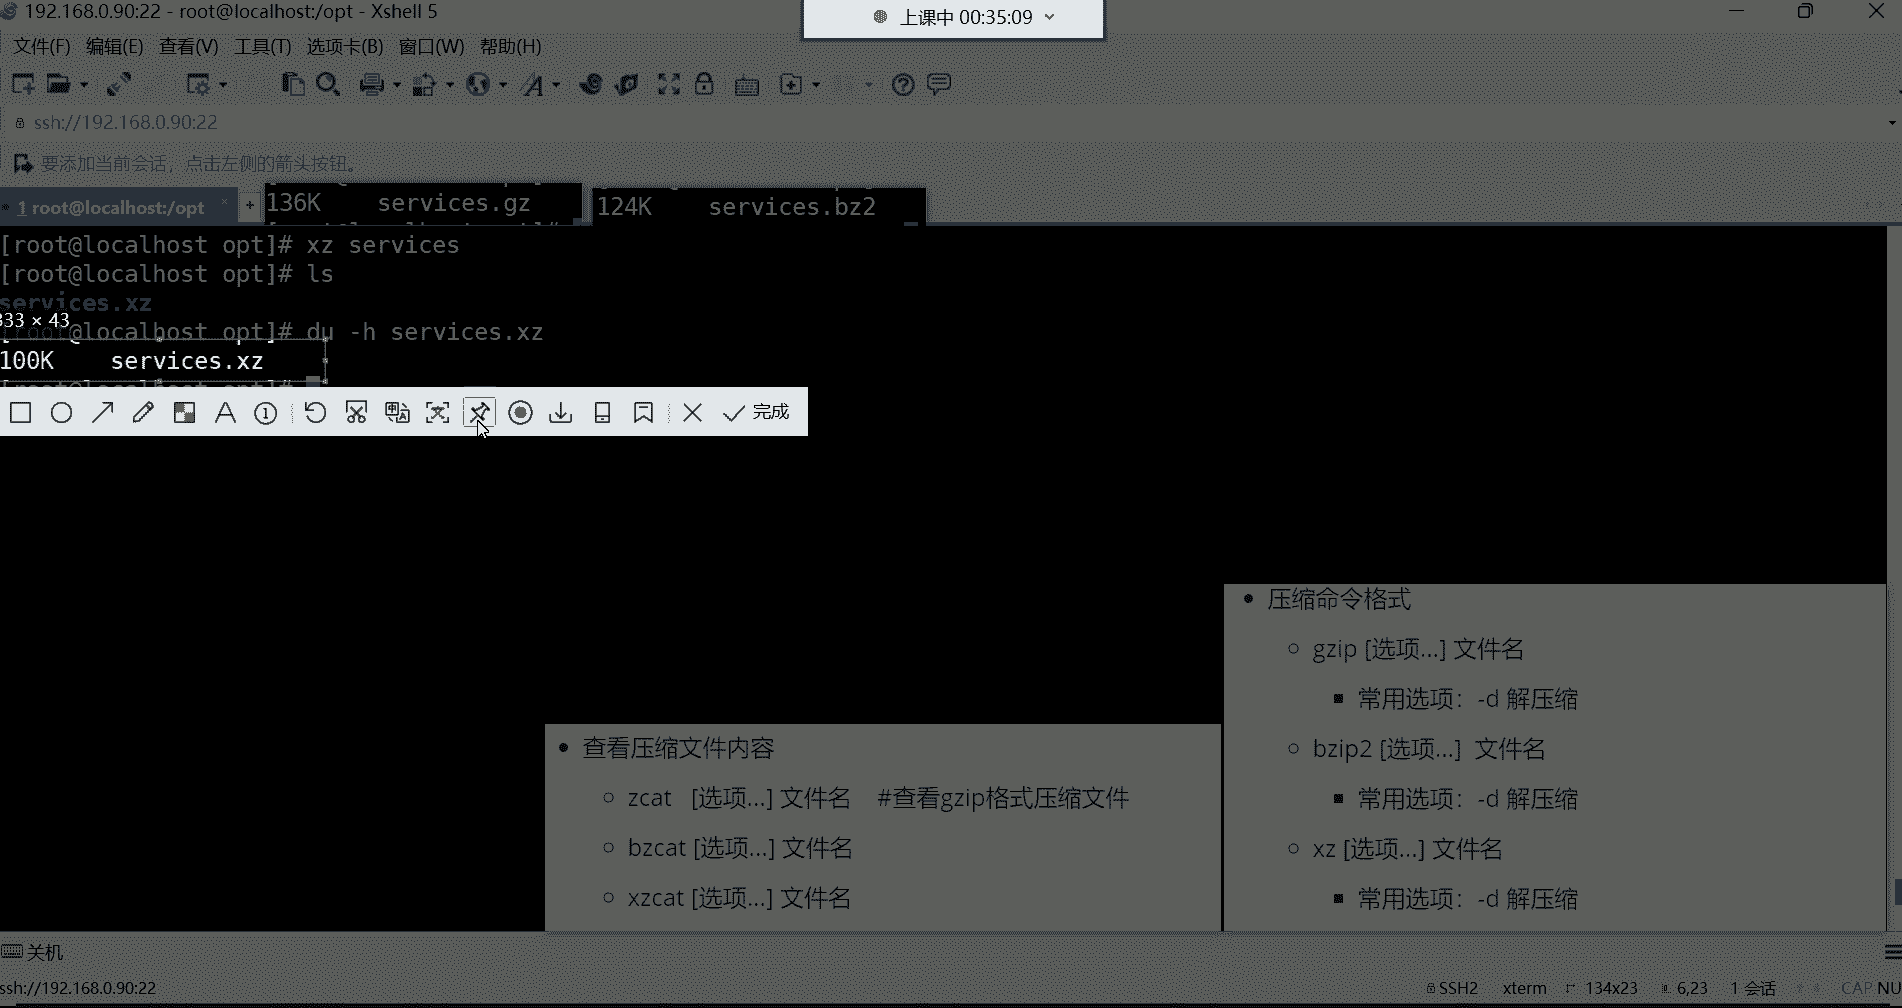 192.168.0.90:22 - root@localhost:/opt - Xshell 5
上课中 00:35:09
文件(F) 编辑(E) 查看(V) 工具(T) 选项卡(B) 窗口(W) 帮助(H)
ssh://192.168.0.90:22
要添加当前会话，点击左侧的箭头按钮。
1 root@localhost:/opt
136K services.gz
124K services.bz2
[root@localhost opt]# xz services
[root@localhost opt]# ls
services.xz
333 × 43
@localhost opt]# du -h services.xz
100K services.xz
完成
• 压缩命令格式
○ gzip [选项...] 文件名
▪ 常用选项：-d 解压缩
○ bzip2 [选项...] 文件名
▪ 常用选项：-d 解压缩
○ xz [选项...] 文件名
▪ 常用选项：-d 解压缩
• 查看压缩文件内容
○ zcat [选项...] 文件名 #查看gzip格式压缩文件
○ bzcat [选项...] 文件名
○ xzcat [选项...] 文件名
关机
ssh://192.168.0.90:22
SSH2 xterm 134x23 6,23 1 会话 CAP NU